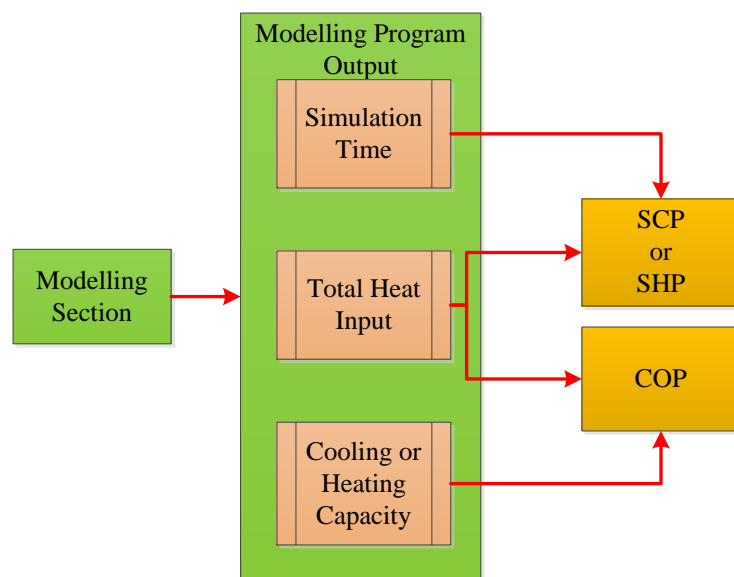 Modelling Program
Output
Simulation
Time
SCP
or
SHP
Modelling
Section
Total Heat
Input
COP
Cooling or
Heating
Capacity